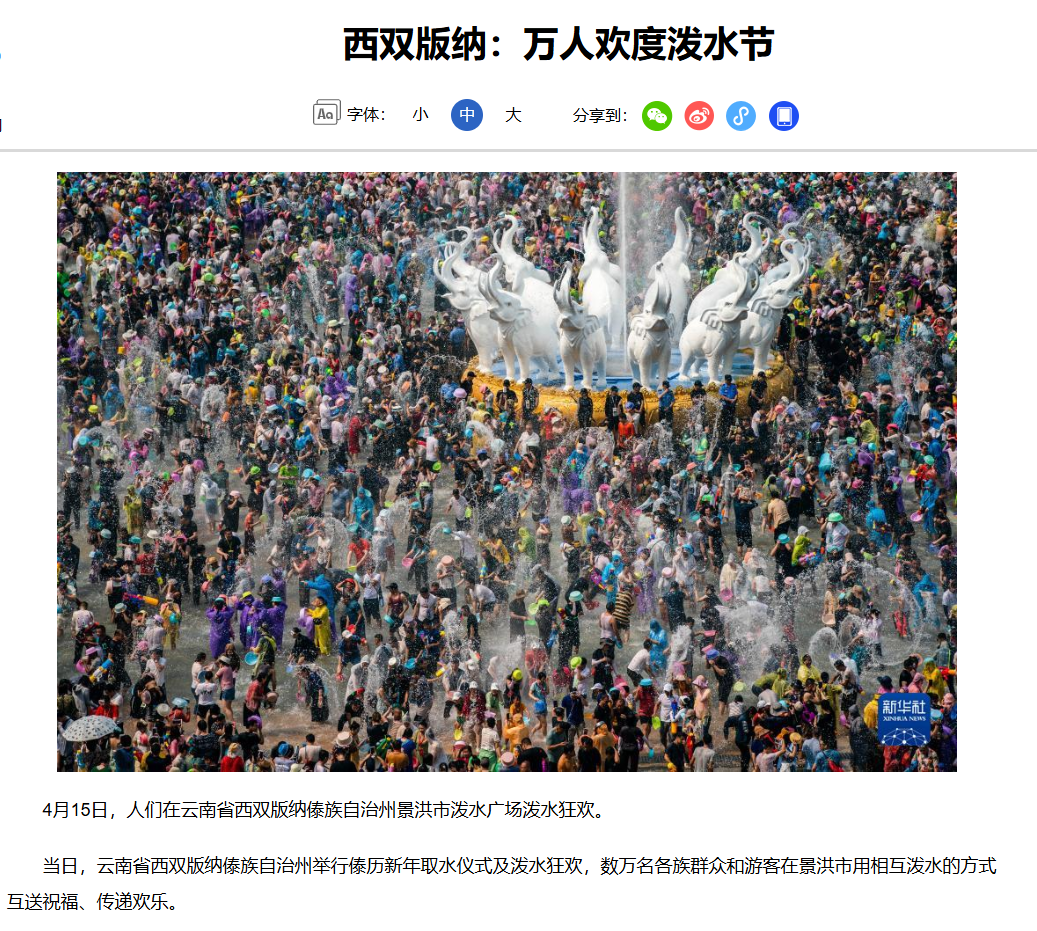 西双版纳：万人欢度泼水节
Aa 字体： 小 中 大 分享到：
新华社
XINHUA NEWS
4月15日，人们在云南省西双版纳傣族自治州景洪市泼水广场泼水狂欢。
当日，云南省西双版纳傣族自治州举行傣历新年取水仪式及泼水狂欢，数万名各族群众和游客在景洪市用相互泼水的方式
互送祝福、传递欢乐。